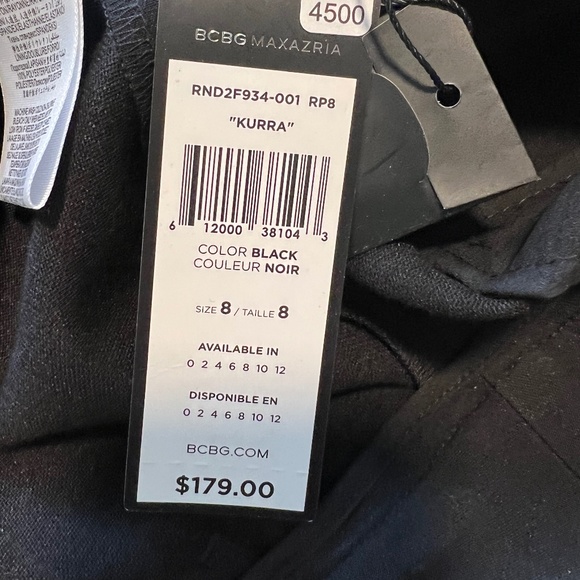 4500
BCBGMAXAZRIA
RND2F934-001 RP8
"KURRA"
6 12000 38104 3
COLOR BLACK
COULEUR NOIR
SIZE 8 / TAILLE 8
AVAILABLE IN
0 2 4 6 8 10 12
DISPONIBLE EN
0 2 4 6 8 10 12
BCBG.COM
$179.00